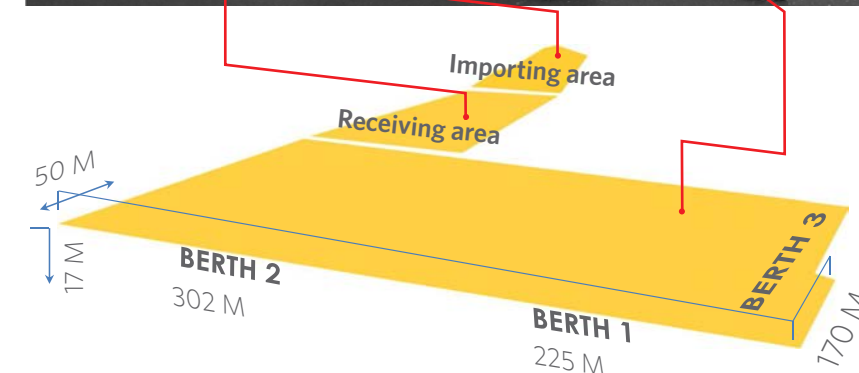 Importing area
Receiving area
50 M
17 M
BERTH 2
302 M
BERTH 1
225 M
BERTH 3
170 M